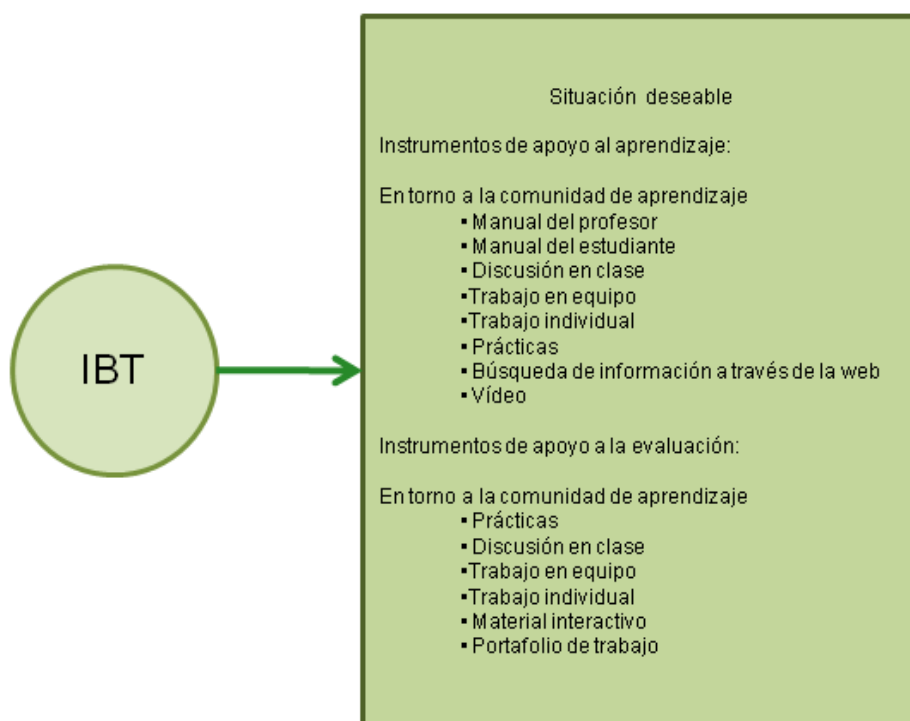 IBT
Situación deseable
Instrumentos de apoyo al aprendizaje:
En torno a la comunidad de aprendizaje
▪ Manual del profesor
▪ Manual del estudiante
▪ Discusión en clase
▪Trabajo en equipo
▪Trabajo individual
▪ Prácticas
▪ Búsqueda de información a través de la web
▪ Vídeo
Instrumentos de apoyo a la evaluación:
En torno a la comunidad de aprendizaje
▪ Prácticas
▪ Discusión en clase
▪Trabajo en equipo
▪Trabajo individual
▪ Material interactivo
▪ Portafolio de trabajo